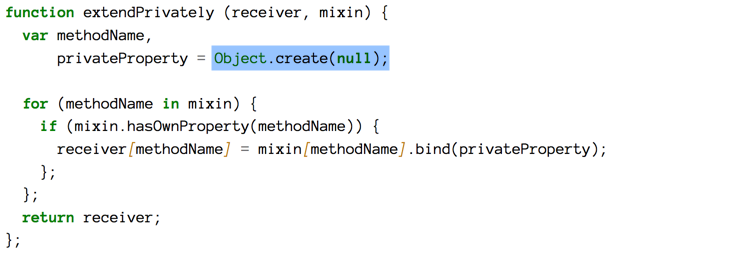 function extendPrivately (receiver, mixin) {
  var methodName,
      privateProperty = Object.create(null);

  for (methodName in mixin) {
    if (mixin.hasOwnProperty(methodName)) {
      receiver[methodName] = mixin[methodName].bind(privateProperty);
    };
  };
  return receiver;
};